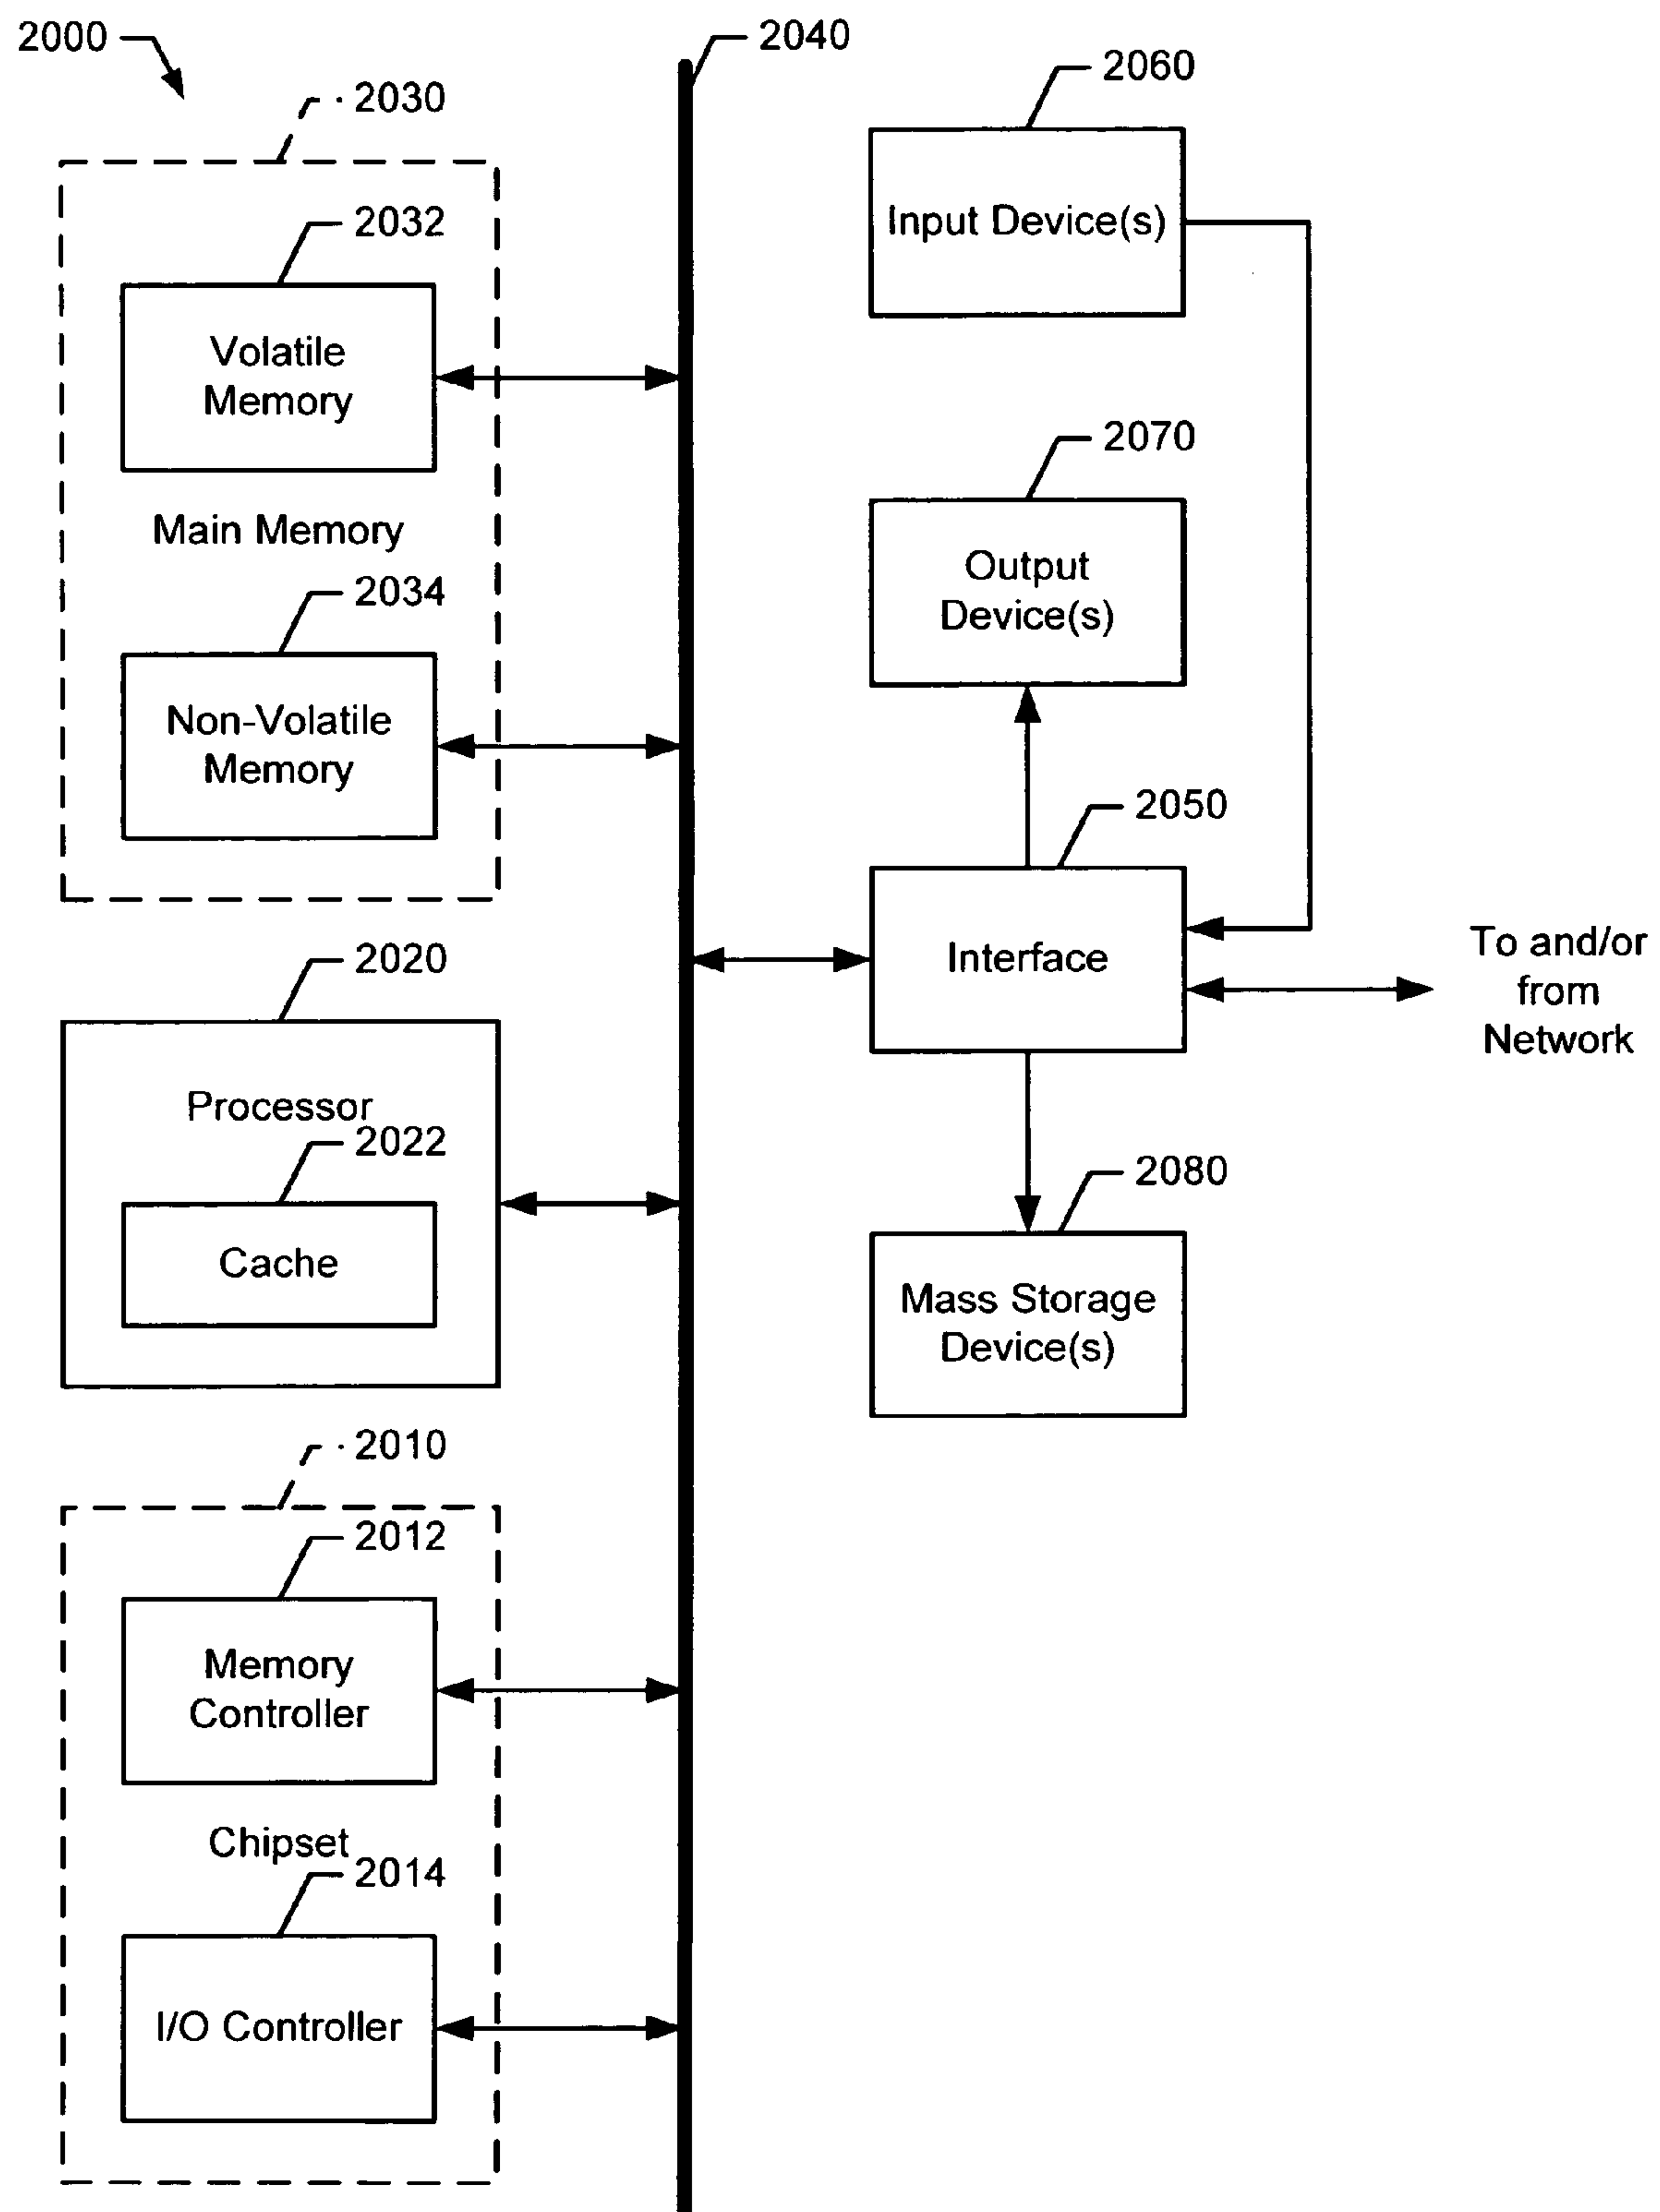 2000
2040
2060
2030
Input Device(s)
2032
Volatile
Memory
2070
Main Memory
Output
Device(s)
2034
Non-Volatile
Memory
2050
Interface
To and/or
from
Network
2020
Processor
2022
Cache
2080
Mass Storage
Device(s)
2010
2012
Memory
Controller
Chipset
2014
I/O Controller